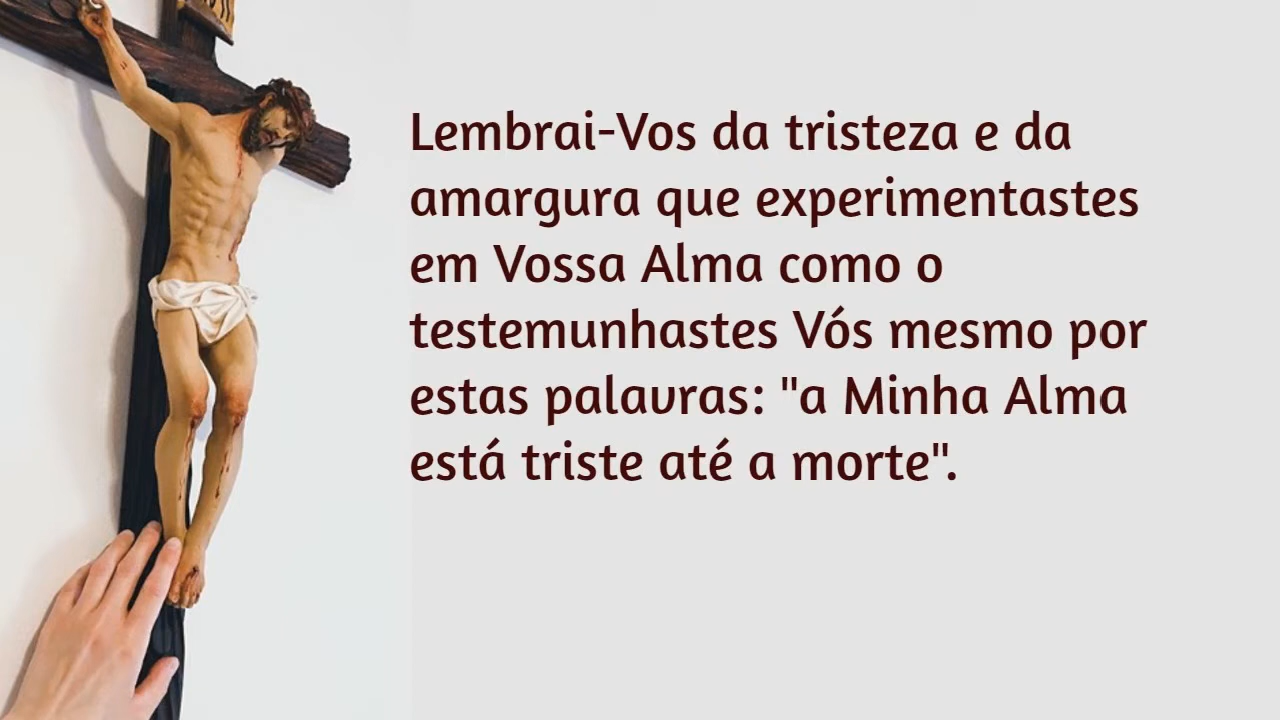 Lembrai-Vos da tristeza e da
amargura que experimentastes
em Vossa Alma como o
testemunhastes Vós mesmo por
estas palavras: "a Minha Alma
está triste até a morte".